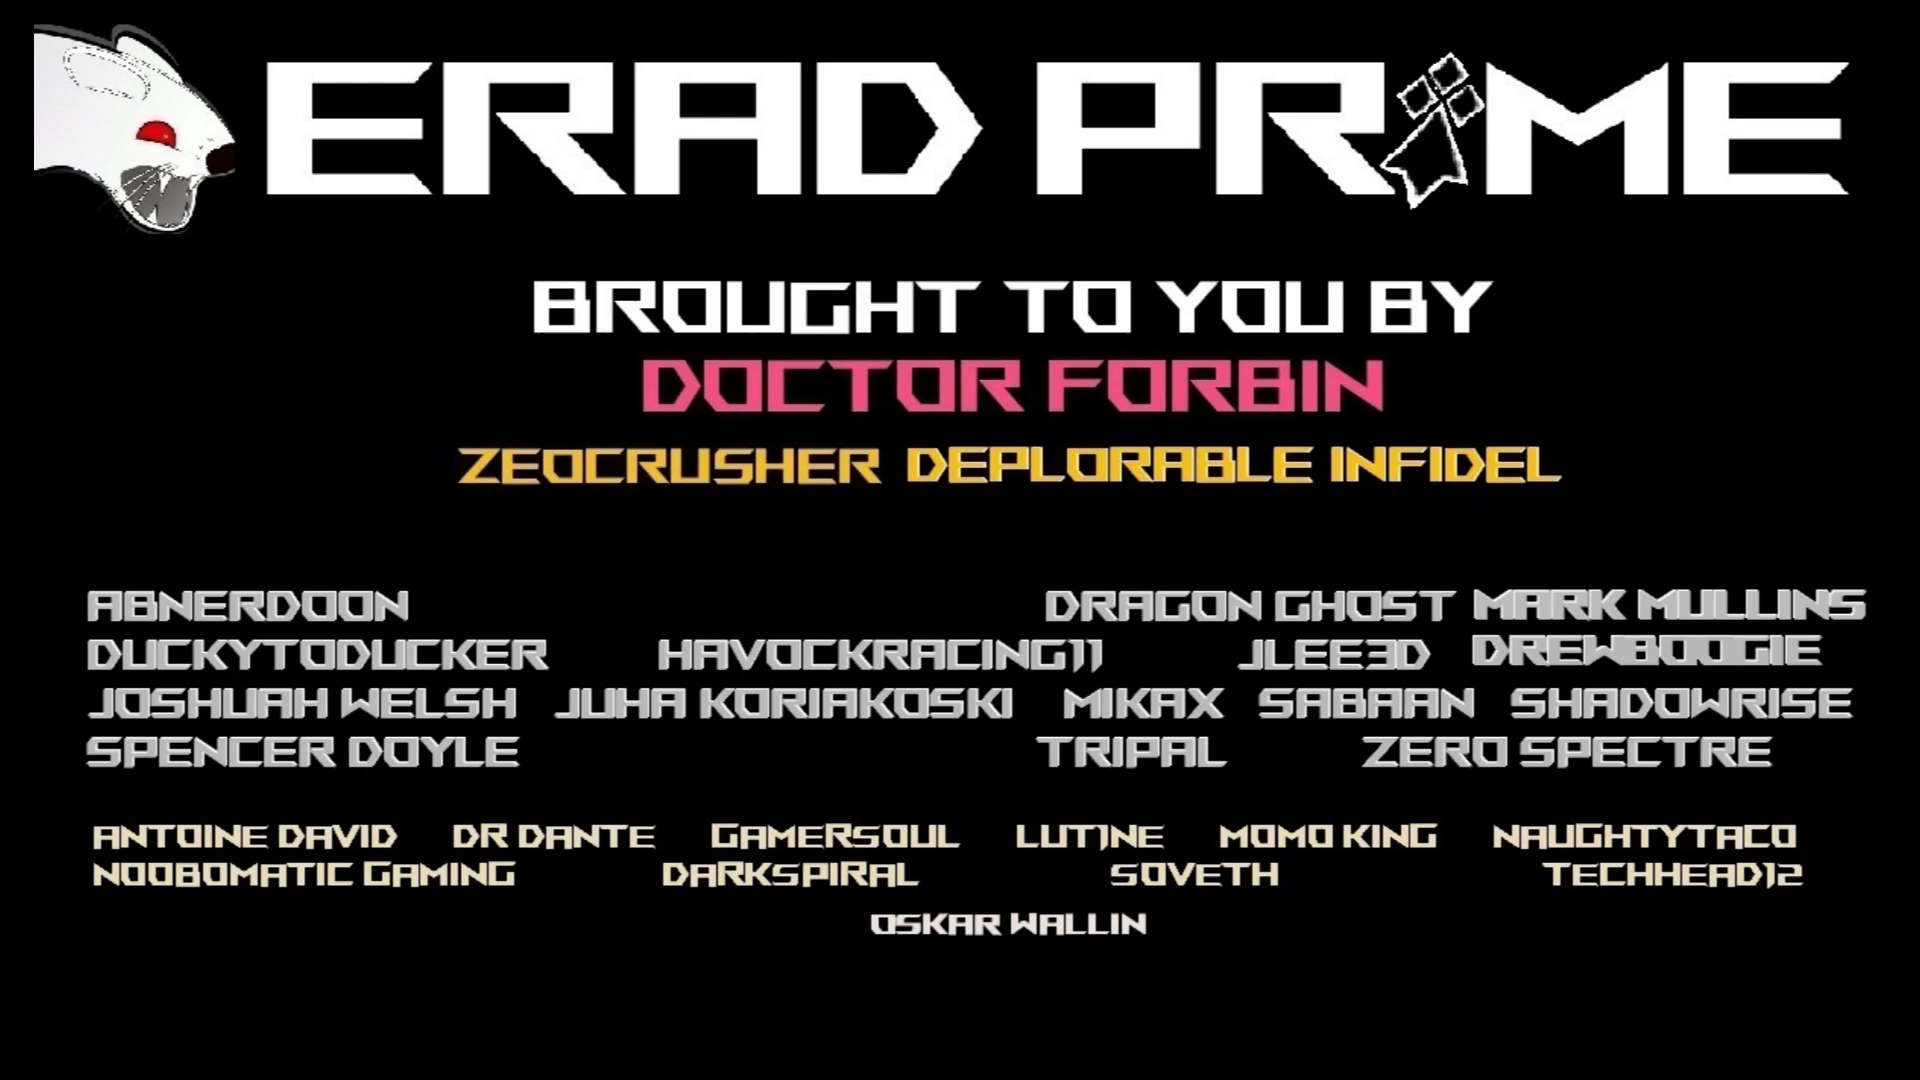 ERAD PRIME
BROUGHT TO YOU BY
DOCTOR FORBIN
ZEOCRUSHER DEPLORABLE INFIDEL
ABNERDOON DRAGON GHOST MARK MULLINS
DUCKYTODUCKER HAVOCKRACING11 JLEE3D DREWBOOGIE
JOSHUAH WELSH JUHA KORIAKOSKI MIKAX SABAAN SHADOWRISE
SPENCER DOYLE TRIPAL ZERO SPECTRE
ANTOINE DAVID DR DANTE GAMERSOUL LUT1NE MOMO KING NAUGHTYTACO
NOOBOMATIC GAMING DARKSPIRAL SOVETH TECHHEAD12
OSKAR WALLIN